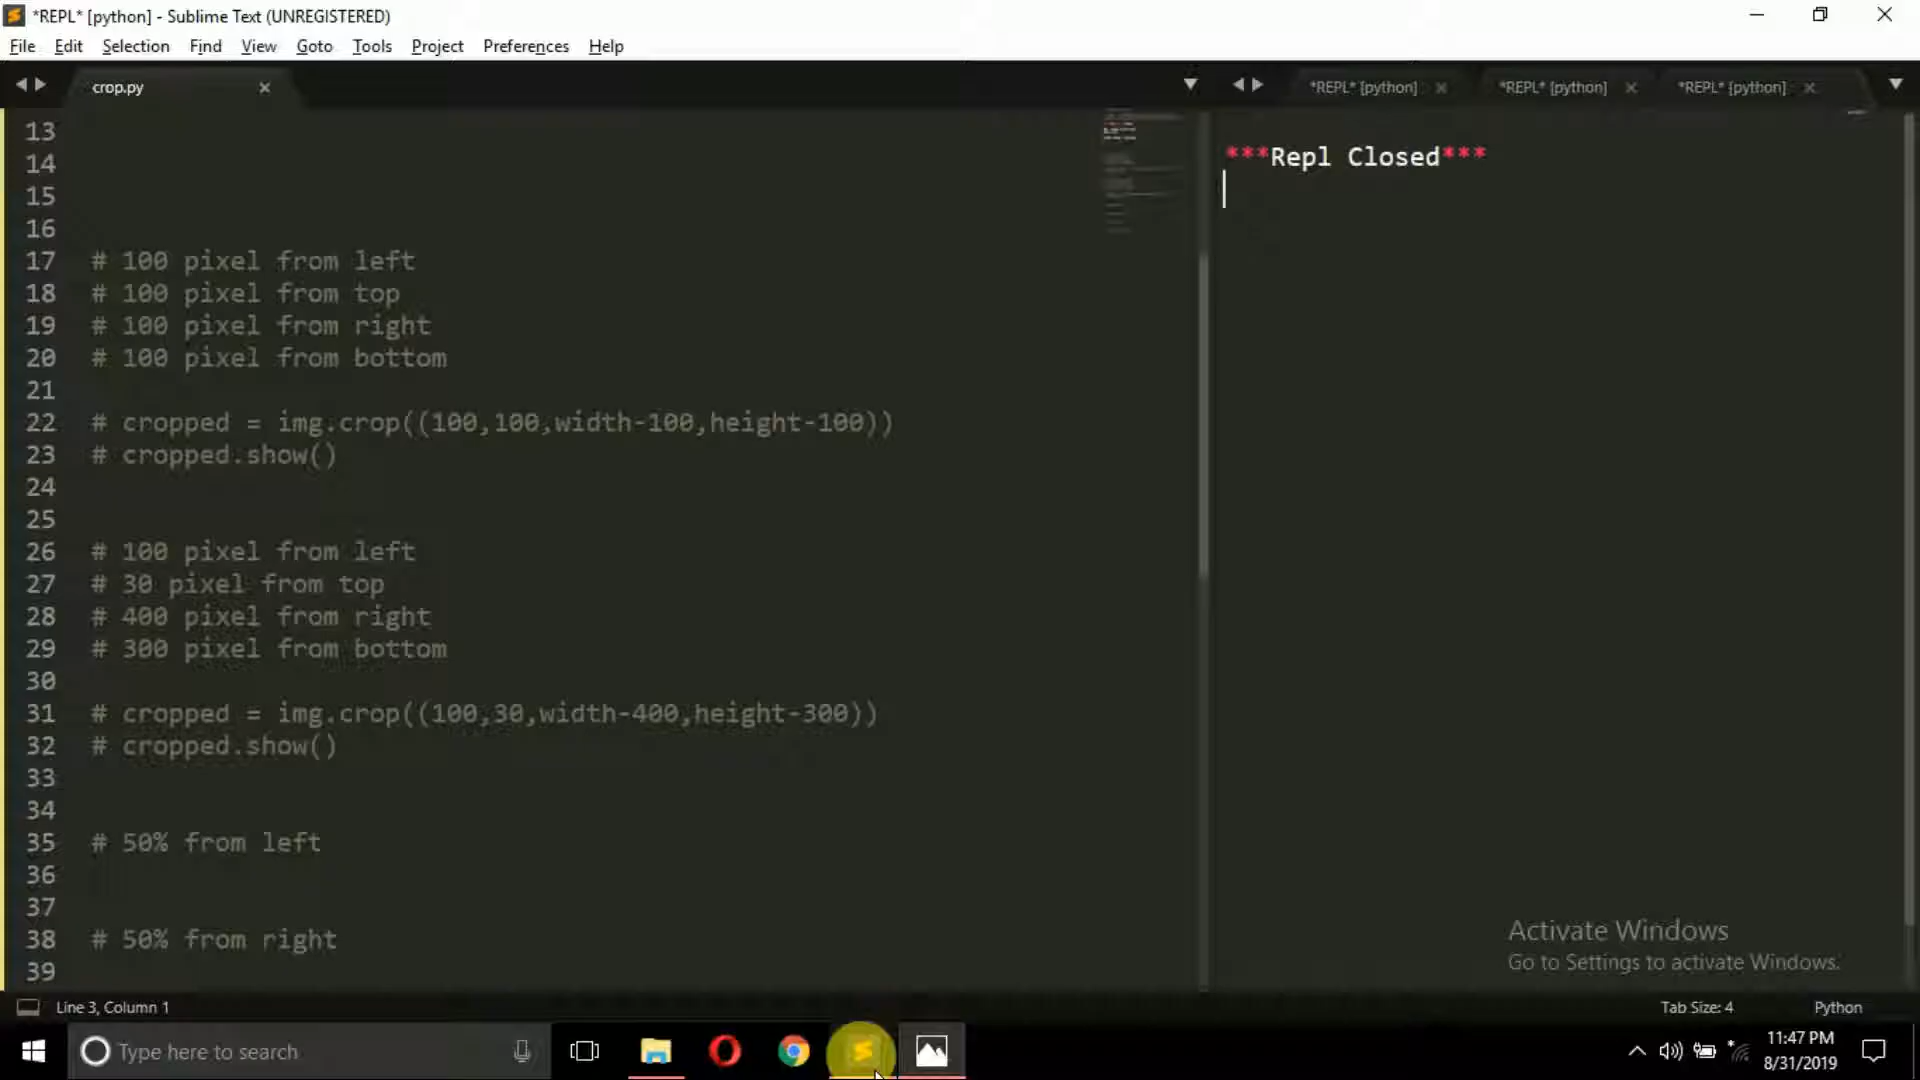 *REPL* [python] - Sublime Text (UNREGISTERED)
File Edit Selection Find View Goto Tools Project Preferences Help
crop.py
*REPL* [python] *REPL* [python] *REPL* [python]
13
14
15
16
17 # 100 pixel from left
18 # 100 pixel from top
19 # 100 pixel from right
20 # 100 pixel from bottom
21
22 # cropped = img.crop((100,100,width-100,height-100))
23 # cropped.show()
24
25
26 # 100 pixel from left
27 # 30 pixel from top
28 # 400 pixel from right
29 # 300 pixel from bottom
30
31 # cropped = img.crop((100,30,width-400,height-300))
32 # cropped.show()
33
34
35 # 50% from left
36
37
38 # 50% from right
39
***Repl Closed***
Activate Windows
Go to Settings to activate Windows.
Line 3, Column 1
Tab Size: 4
Python
Type here to search
11:47 PM
8/31/2019